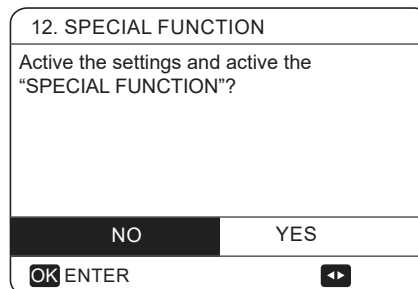 12. SPECIAL FUNCTION
Active the settings and active the
“SPECIAL FUNCTION”?
NO YES
OK ENTER